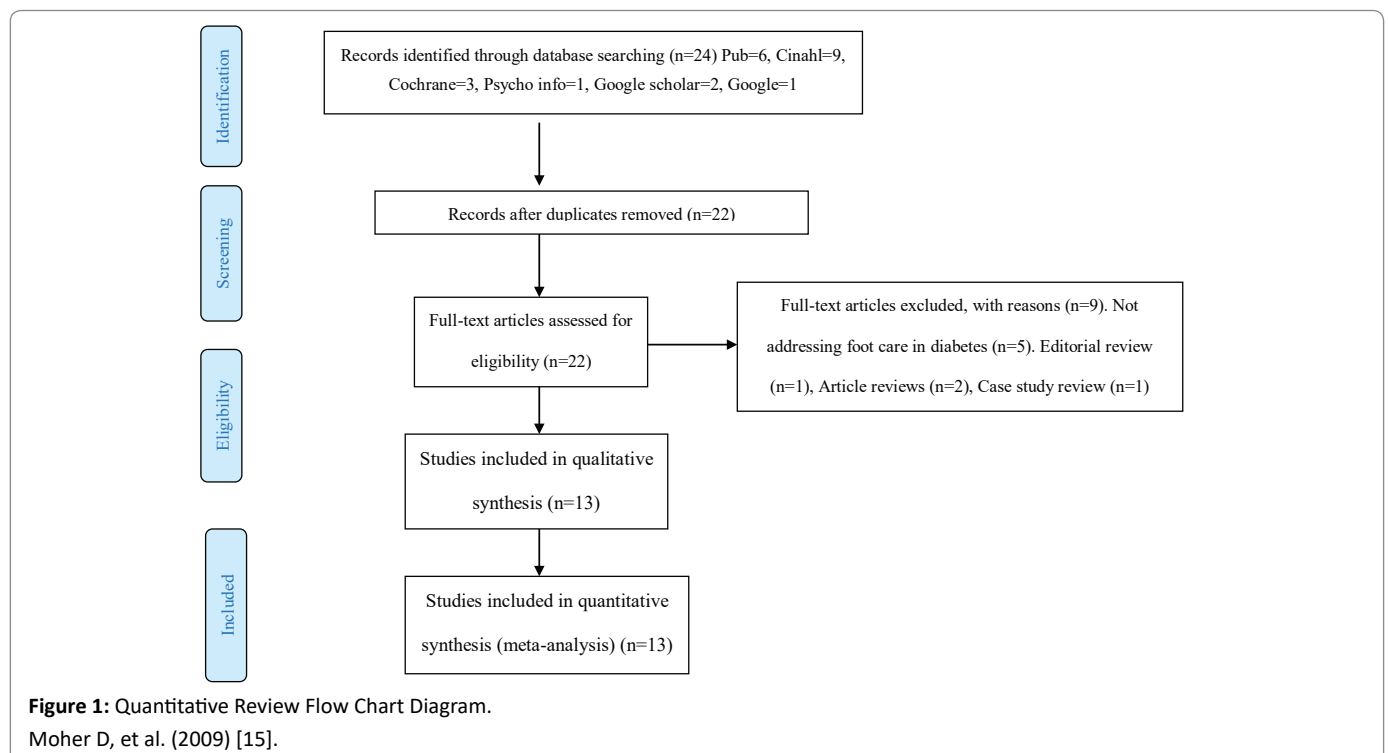 Identification
Records identified through database searching (n=24) Pub=6, Cinahl=9,
Cochrane=3, Psycho info=1, Google scholar=2, Google=1
Screening
Records after duplicates removed (n=22)
Full-text articles assessed for
eligibility (n=22)
Full-text articles excluded, with reasons (n=9). Not
addressing foot care in diabetes (n=5). Editorial review
(n=1), Article reviews (n=2), Case study review (n=1)
Eligibility
Studies included in qualitative
synthesis (n=13)
Included
Studies included in quantitative
synthesis (meta-analysis) (n=13)
Figure 1: Quantitative Review Flow Chart Diagram.
Moher D, et al. (2009) [15].